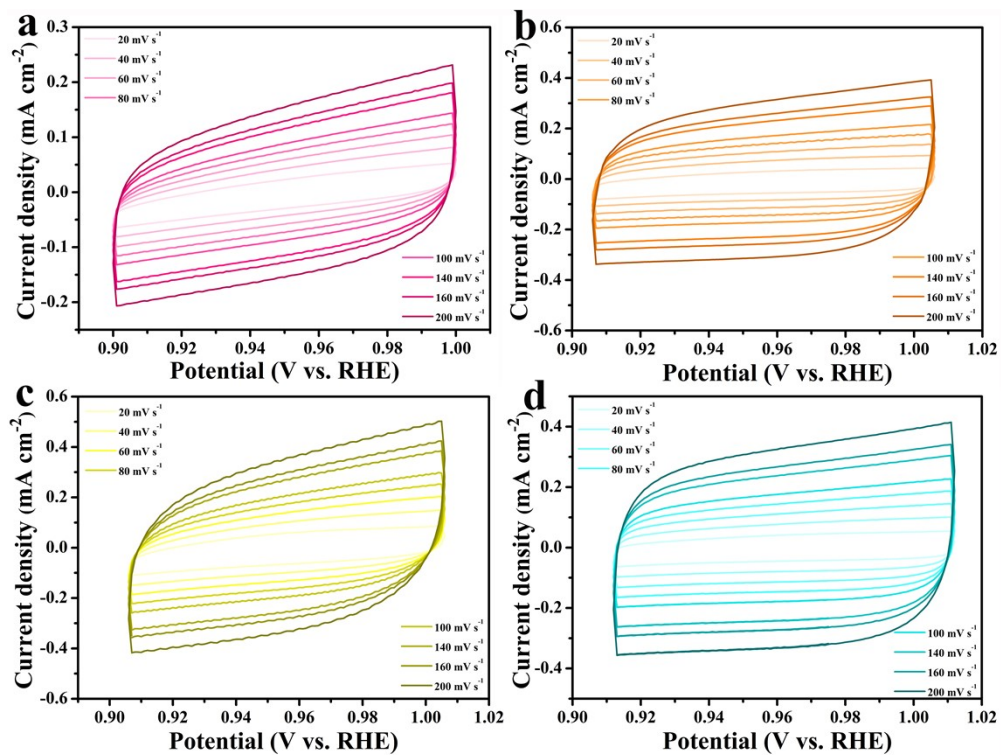 a
0.3
0.2
0.1
0.0
-0.1
-0.2
Current density (mA cm⁻²)
20 mV s⁻¹
40 mV s⁻¹
60 mV s⁻¹
80 mV s⁻¹
100 mV s⁻¹
140 mV s⁻¹
160 mV s⁻¹
200 mV s⁻¹
0.90 0.92 0.94 0.96 0.98 1.00
Potential (V vs. RHE)
b
0.6
0.4
0.2
0.0
-0.2
-0.4
-0.6
Current density (mA cm⁻²)
20 mV s⁻¹
40 mV s⁻¹
60 mV s⁻¹
80 mV s⁻¹
100 mV s⁻¹
140 mV s⁻¹
160 mV s⁻¹
200 mV s⁻¹
0.90 0.92 0.94 0.96 0.98 1.00 1.02
Potential (V vs. RHE)
c
0.6
0.4
0.2
0.0
-0.2
-0.4
-0.6
Current density (mA cm⁻²)
20 mV s⁻¹
40 mV s⁻¹
60 mV s⁻¹
80 mV s⁻¹
100 mV s⁻¹
140 mV s⁻¹
160 mV s⁻¹
200 mV s⁻¹
0.90 0.92 0.94 0.96 0.98 1.00 1.02
Potential (V vs. RHE)
d
0.4
0.2
0.0
-0.2
-0.4
Current density (mA cm⁻²)
20 mV s⁻¹
40 mV s⁻¹
60 mV s⁻¹
80 mV s⁻¹
100 mV s⁻¹
140 mV s⁻¹
160 mV s⁻¹
200 mV s⁻¹
0.90 0.92 0.94 0.96 0.98 1.00 1.02
Potential (V vs. RHE)